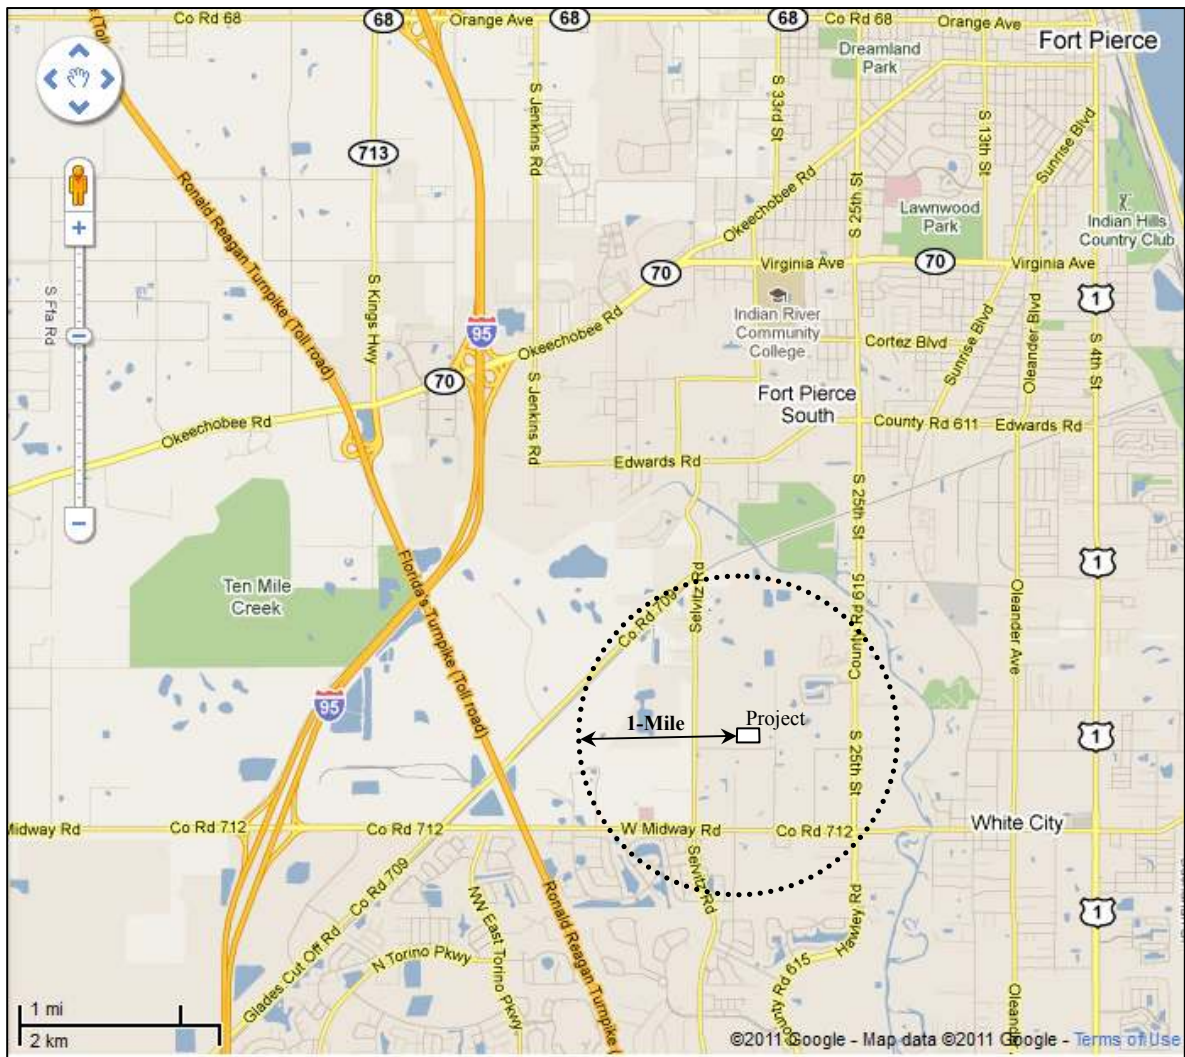 Co Rd 68
68
Orange Ave
68
68
Co Rd 68
Orange Ave
Fort Pierce
Dreamland
Park
(Toll
S Jenkins Rd
S 33rd St
S 13th St
Sunrise Blvd
713
Ronald Reagan Turnpike (Toll road)
Okeechobee Rd
S 25th St
Lawnwood
Park
Indian Hills
Country Club
70
Virginia Ave
70
Virginia Ave
S Ffa Rd
S Kings Hwy
95
Okeechobee Rd
Indian River
Community
College
Cortez Blvd
Sunrise Blvd
Oleander Blvd
1
S 4th St
70
S Jenkins Rd
Fort Pierce
South
Okeechobee Rd
County Rd 611
Edwards Rd
Edwards Rd
S 25th St
Ten Mile
Creek
Florida's Turnpike (Toll road)
Co Rd 709
Selvitz Rd
County Rd 615
Oleander Ave
1
95
1-Mile
Project
S 25th St
1
Midway Rd
Co Rd 712
Co Rd 712
W Midway Rd
Co Rd 712
White City
Co Rd 709
Selvitz Rd
Glades Cut Off Rd
N Torino Pkwy
NW East Torino Pkwy
Ronald Reagan Turnpike (
Hawley Rd
County Rd 615
1
Oleander
1 mi
2 km
©2011 Google - Map data ©2011 Google - Terms of Use